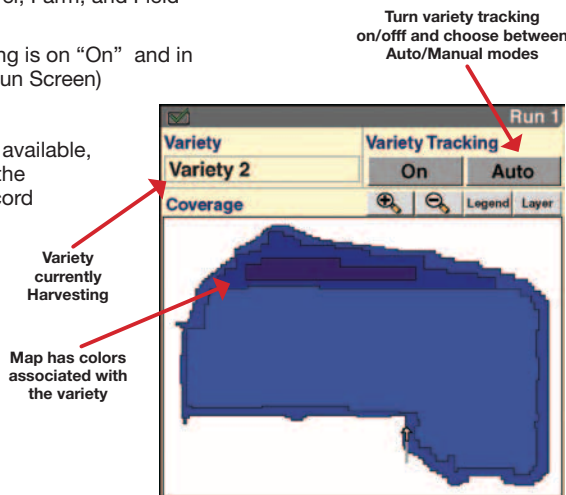 er, Farm, and Field
ng is on “On” and in
un Screen)
available,
the
cord
Turn variety tracking
on/offf and choose between
Auto/Manual modes
Run 1
Variety
Variety Tracking
Variety 2
On
Auto
Coverage
Legend
Layer
Variety
currently
Harvesting
Map has colors
associated with
the variety